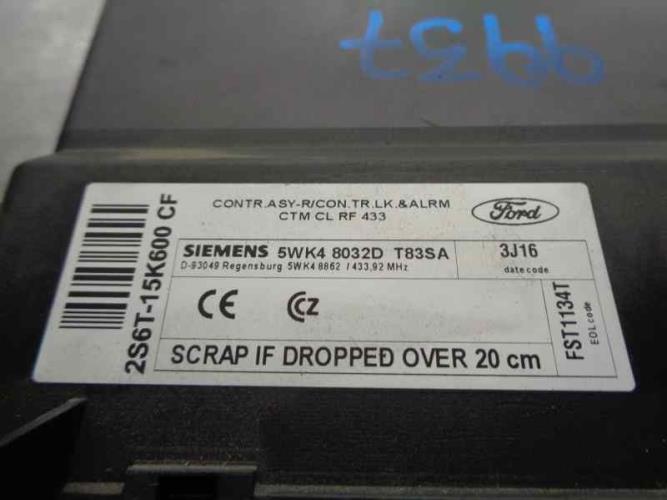 CONTR.ASY-R/CON.TR.LK.&ALRM
CTM CL RF 433
Ford
SIEMENS 5WK4 8032D T83SA
D-93049 Regensburg 5WK4 8862 / 433,92 MHz
3J16
date code
2S6T-15K600 CF
CE CZ
FST1134T
EOL code
SCRAP IF DROPPED OVER 20 cm